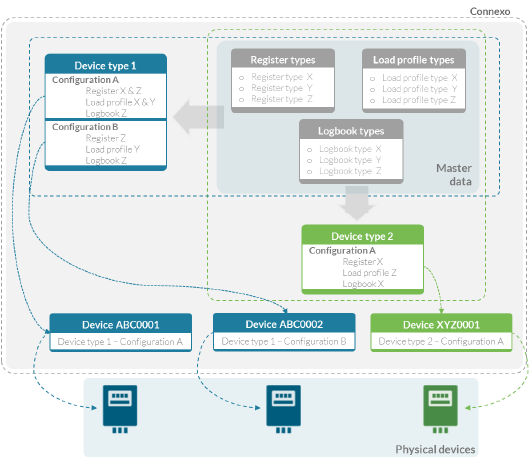 Connexo
Device type 1
Configuration A
Register X & Z
Load profile X & Y
Logbook Z
Configuration B
Register Z
Load profile Y
Logbook Z
Register types
o Register type X
o Register type Y
o Register type Z
Load profile types
o Load profile type X
o Load profile type Y
o Load profile type Z
Logbook types
o Logbook type X
o Logbook type Y
o Logbook type Z
Master
data
Device type 2
Configuration A
Register X
Load profile Z
Logbook X
Device ABC0001
Device type 1 – Configuration A
Device ABC0002
Device type 1 – Configuration B
Device XYZ0001
Device type 2 – Configuration A
Physical devices